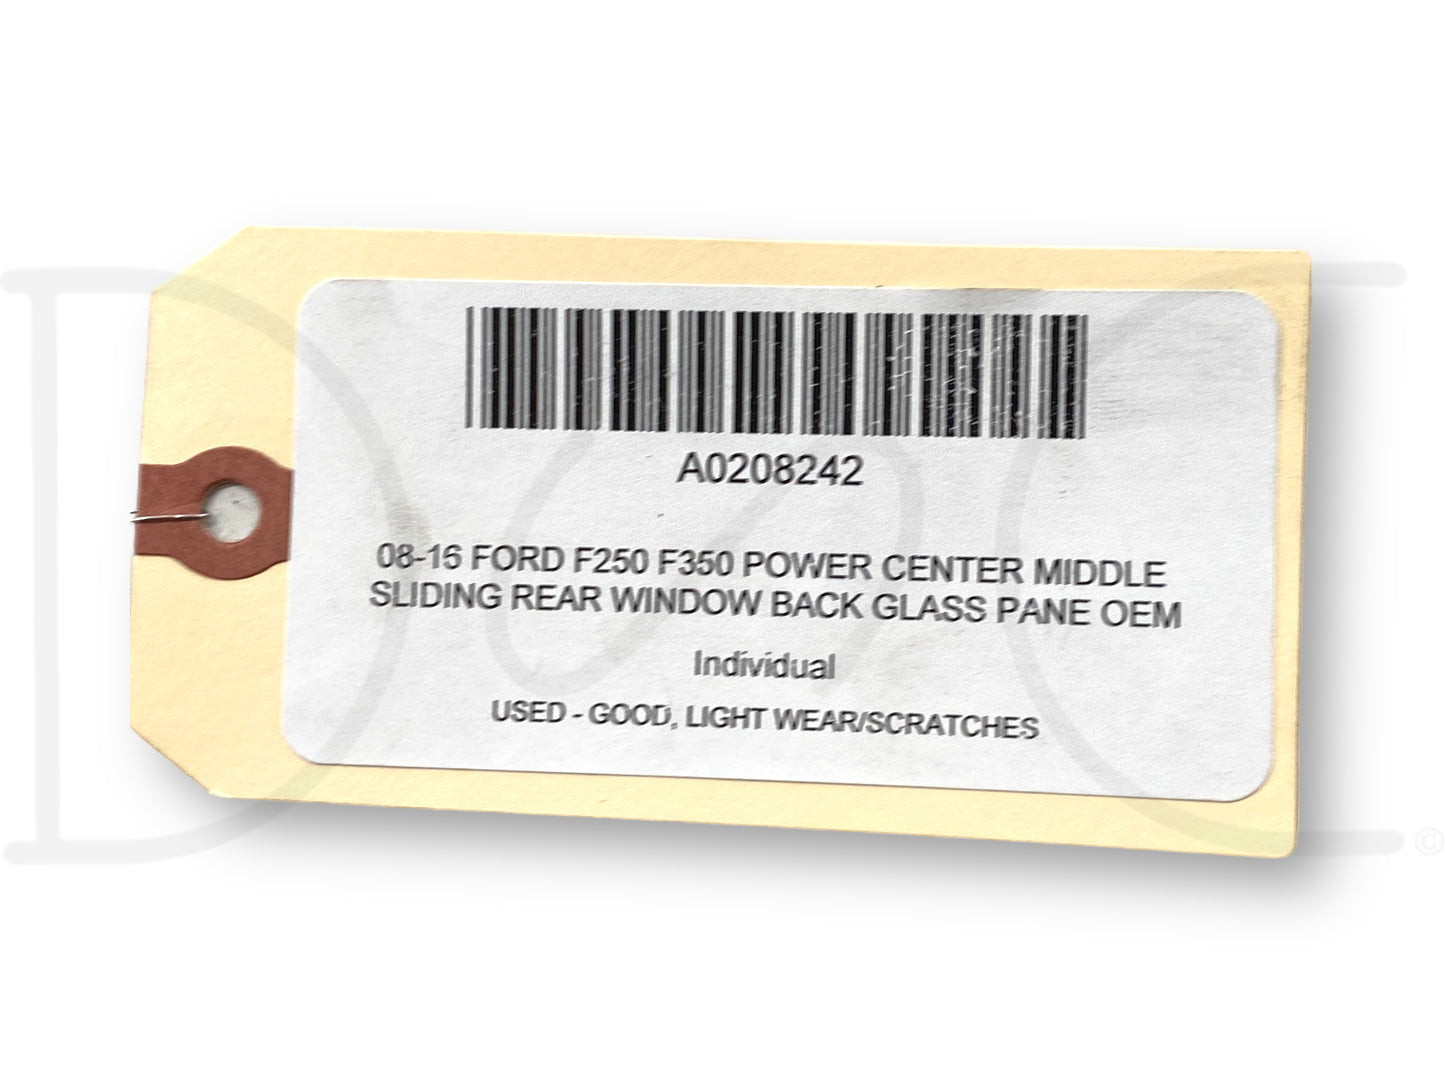 A0208242
08-16 FORD F250 F350 POWER CENTER MIDDLE
SLIDING REAR WINDOW BACK GLASS PANE OEM
Individual
USED - GOOD, LIGHT WEAR/SCRATCHES
©